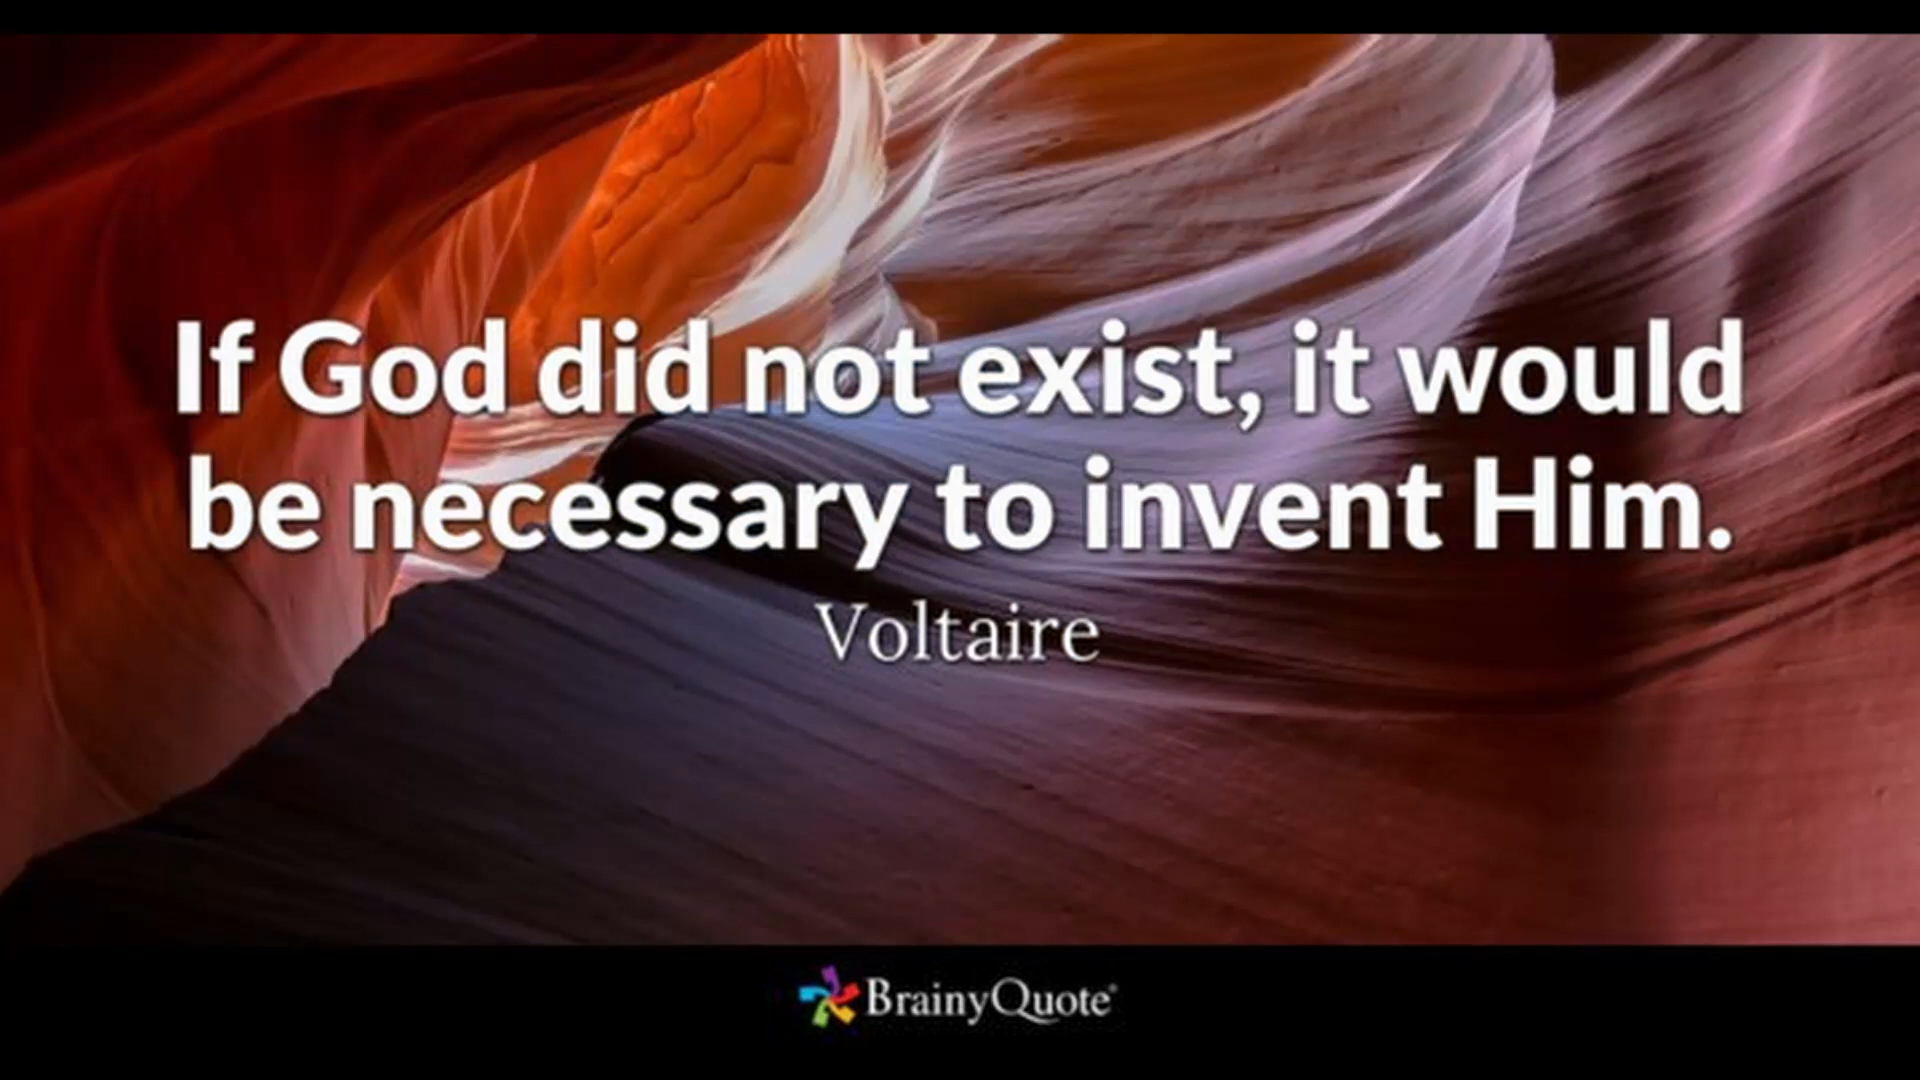 If God did not exist, it would
be necessary to invent Him.
Voltaire
BrainyQuote®